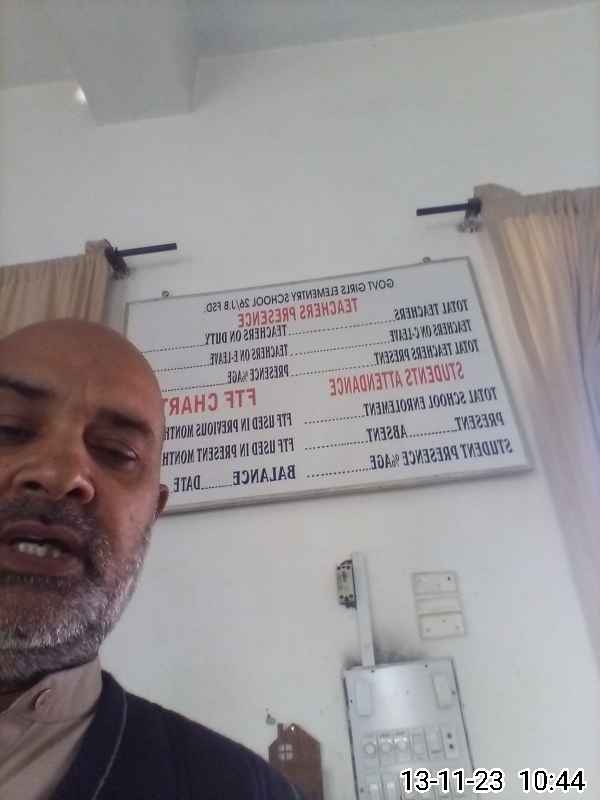 GOVT GIRLS ELEMENTRY SCHOOL 26/J.B FSD.
TEACHERS PRESENCE
TOTAL TEACHERS............ TEACHERS ON DUTY
TEACHERS ON C-LEAVE............ TEACHERS ON E-LEAVE
TOTAL TEACHERS PRESENT............ PRESENCE %AGE
STUDENTS ATTENDANCE
TOTAL SCHOOL ENROLEMENT............
PRESENT............ ABSENT............
STUDENT PRESENCE %AGE............
FTF CHART
FTF USED IN PREVIOUS MONTH
FTF USED IN PRESENT MONTH
BALANCE............ DATE
13-11-23 10:44